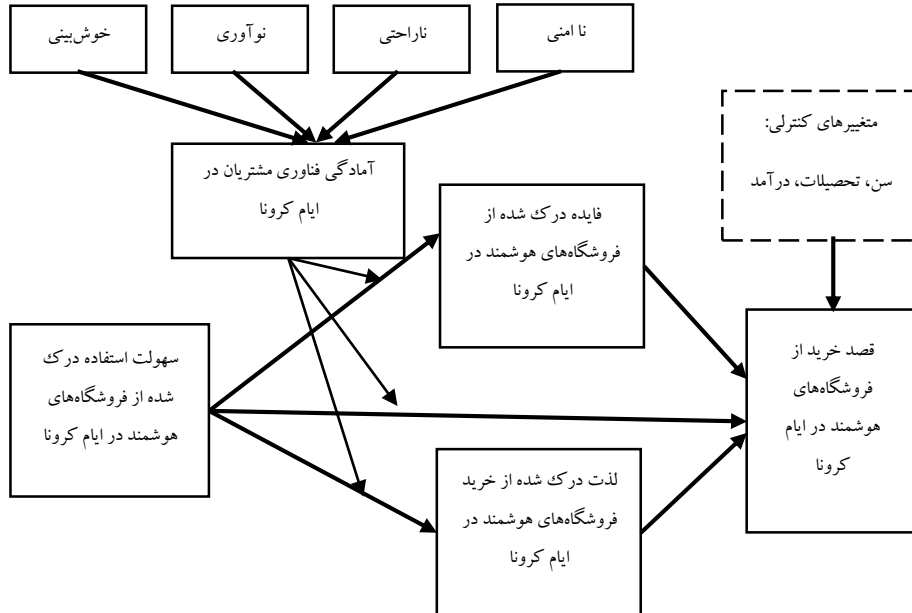 نا امنی
ناراحتی
نوآوری
خوش‌بینی
متغییرهای کنترلی:
سن، تحصیلات، درآمد
آمادگی فناوری مشتریان در
ایام کرونا
فایده درک شده از
فروشگاه‌های هوشمند در
ایام کرونا
قصد خرید از
فروشگاه‌های
هوشمند در ایام
کرونا
سهولت استفاده درک
شده از فروشگاه‌های
هوشمند در ایام کرونا
لذت درک شده از خرید
فروشگاه‌های هوشمند در
ایام کرونا